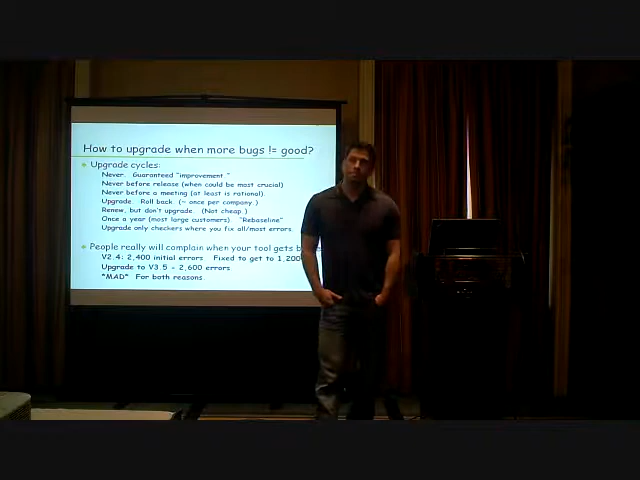 How to upgrade when more bugs != good?
Upgrade cycles:
Never. Guaranteed "improvement."
Never before release (when could be most crucial)
Never before a meeting (at least is rational).
Upgrade. Roll back (~ once per company.)
Renew, but don't upgrade (Not cheap.)
Once a year (most large customers) "Rebaseline"
Upgrade only checkers where you fix all/most errors
People really will complain when your tool gets b
V2.4: 2,400 initial errors Fixed to get to 1,200
Upgrade to V3.5 = 2,600 errors
*MAD* For both reasons.